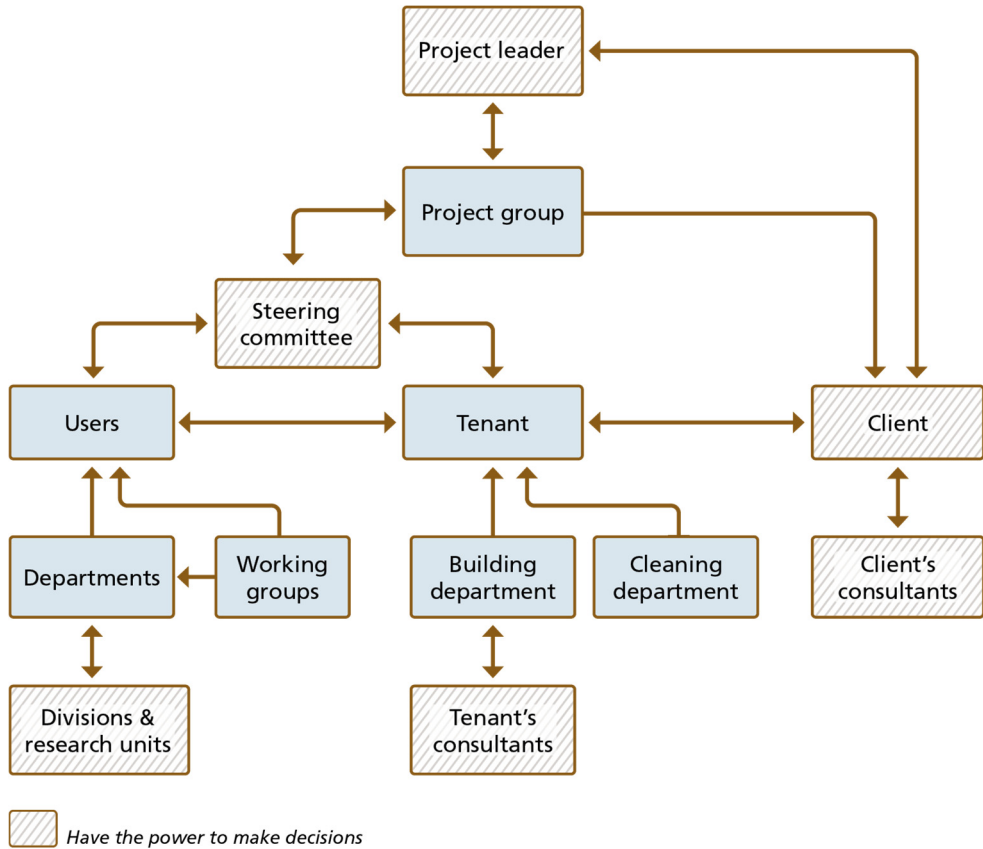 Project leader
Project group
Steering
committee
Users
Tenant
Client
Departments
Working
groups
Building
department
Cleaning
department
Client’s
consultants
Divisions &
research units
Tenant’s
consultants
Have the power to make decisions